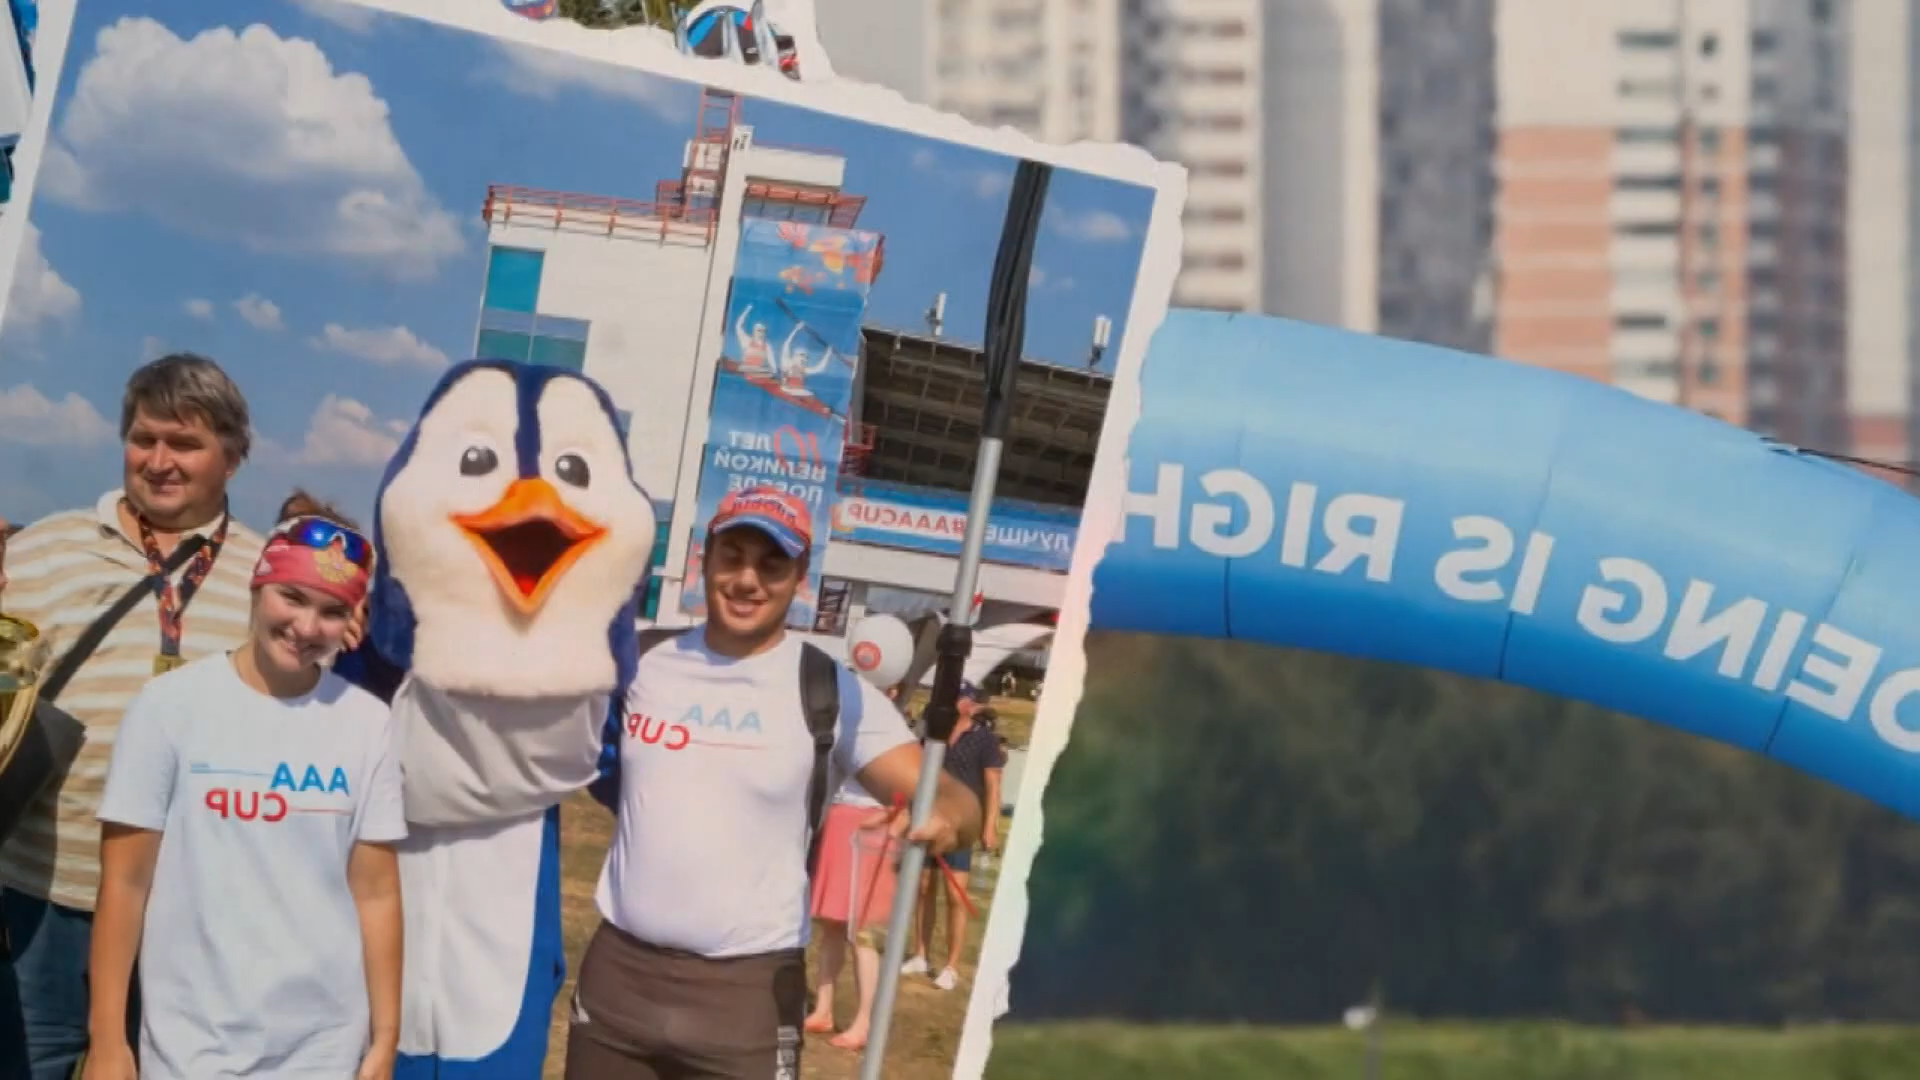 ЛЕТ
ВЕЛИКОЙ
ПОБЕДЕ
ЛУЧШЕ #AAACUP
AAA
CUP
AAA
CUP
OEING IS RIGH